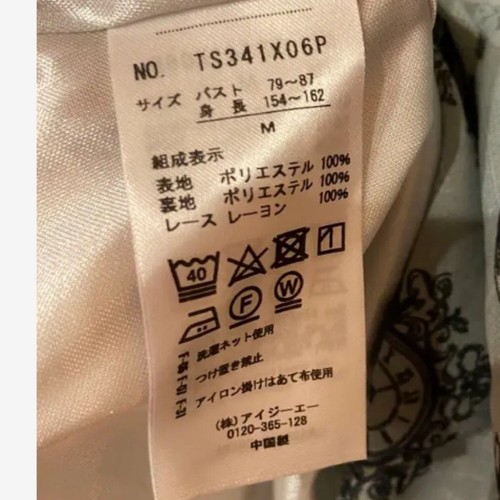 NO. TS341X06P
サイズ バスト 79～87
身長 154～162
M
組成表示
表地 ポリエステル 100%
裏地 ポリエステル 100%
レース レーヨン 100%
40
F W
洗濯ネット使用
つけ置き禁止
アイロン掛けはあて布使用
(株) アイジーエー
0120-365-128
中国製